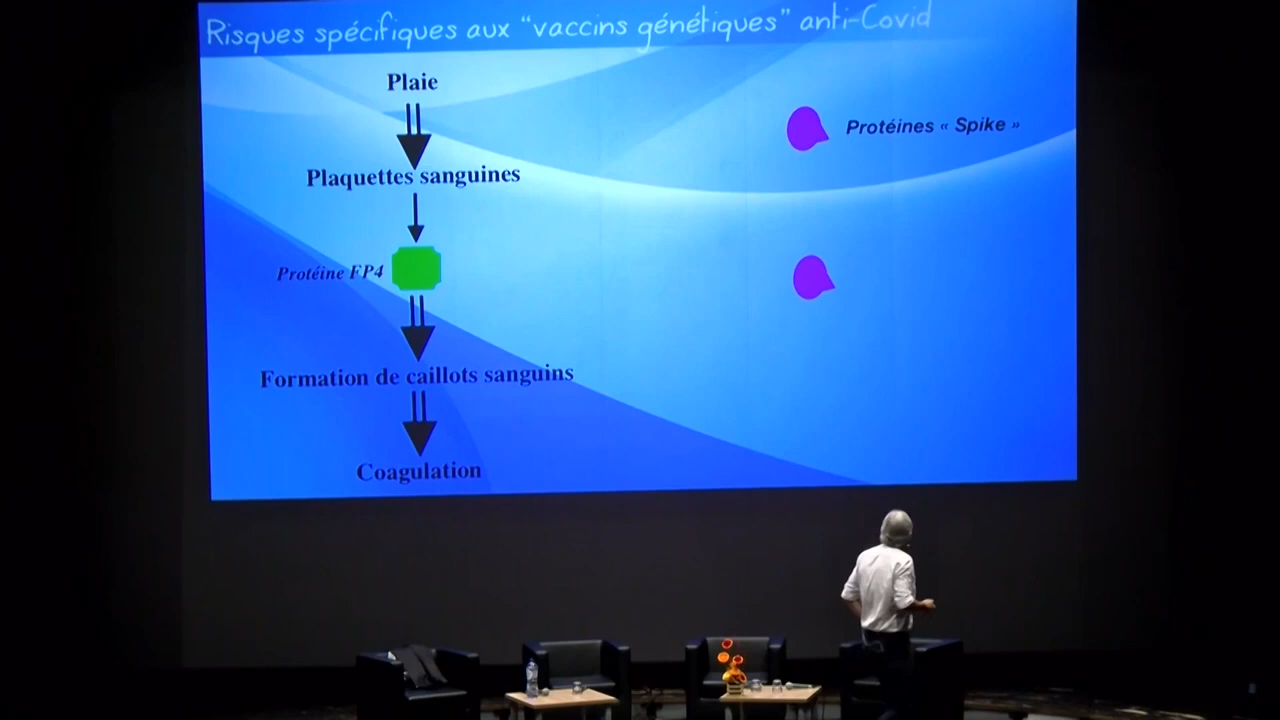 Risques spécifiques aux "vaccins génétiques" anti-Covid
Plaie
Plaquettes sanguines
Protéine FP4
Formation de caillots sanguins
Coagulation
Protéines « Spike »